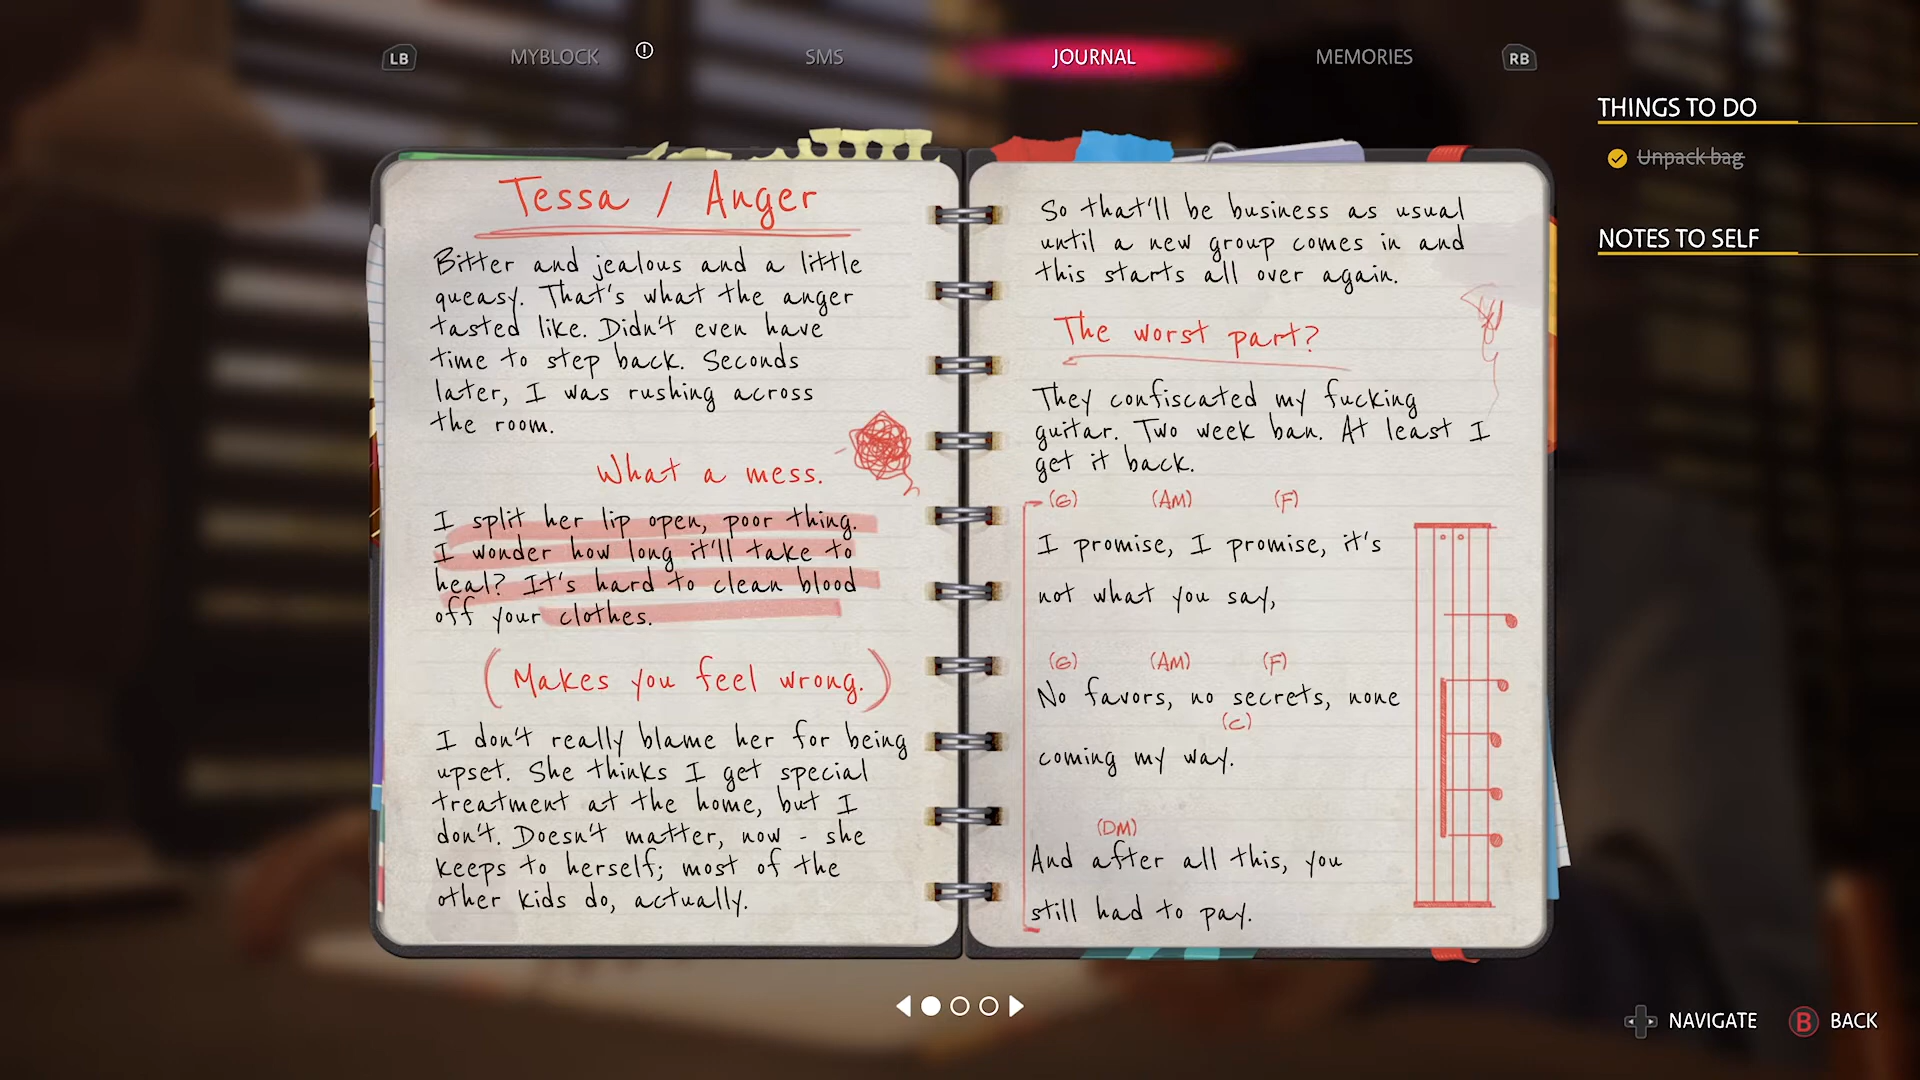 LB
MYBLOCK
SMS
JOURNAL
MEMORIES
RB
THINGS TO DO
Unpack bag
NOTES TO SELF
Tessa / Anger
Bitter and jealous and a little
queasy. That's what the anger
tasted like. Didn't even have
time to step back. Seconds
later, I was rushing across
the room.
What a mess.
I split her lip open, poor thing.
I wonder how long it'll take to
heal? It's hard to clean blood
off your clothes.
(Makes you feel wrong.)
I don't really blame her for being
upset. She thinks I get special
treatment at the home, but I
don't. Doesn't matter, now - she
keeps to herself; most of the
other kids do, actually.
So that'll be business as usual
until a new group comes in and
this starts all over again.
The worst part?
They confiscated my fucking
guitar. Two week ban. At least I
get it back.
(G) (AM) (F)
I promise, I promise, it's
not what you say,
(G) (AM) (F)
No favors, no secrets, none
(C)
coming my way.
(DM)
And after all this, you
still had to pay.
NAVIGATE
B BACK